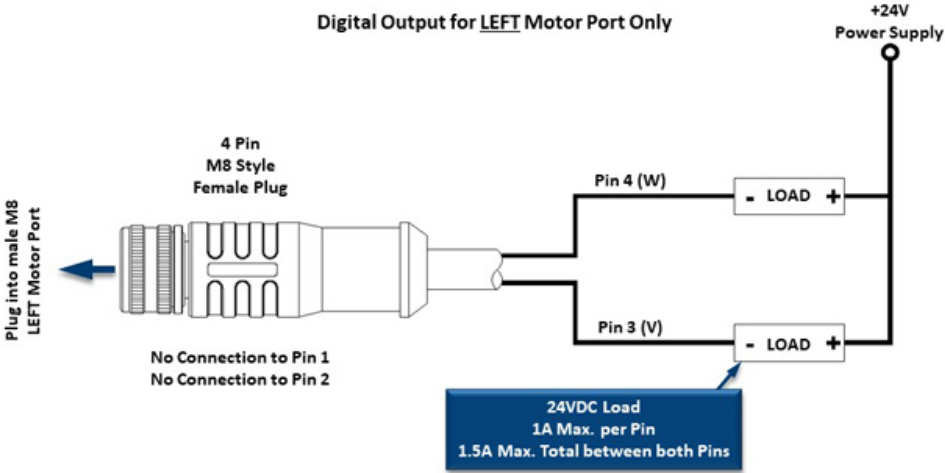 Digital Output for LEFT Motor Port Only
+24V
Power Supply
4 Pin
M8 Style
Female Plug
Pin 4 (W)
- LOAD +
Plug into male M8
LEFT Motor Port
Pin 3 (V)
- LOAD +
No Connection to Pin 1
No Connection to Pin 2
24VDC Load
1A Max. per Pin
1.5A Max. Total between both Pins